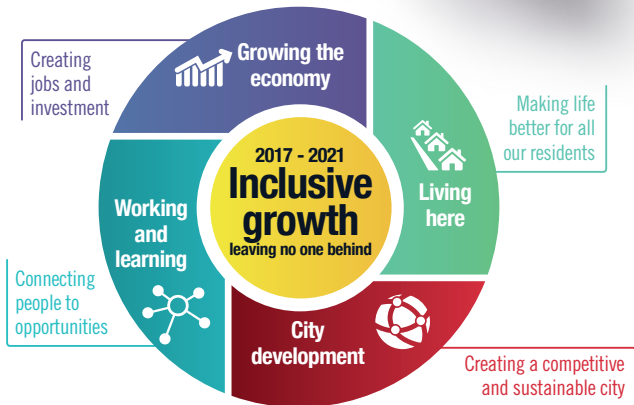 Growing the
economy
Creating
jobs and
investment
Making life
better for all
our residents
Living
here
2017 - 2021
Inclusive
growth
leaving no one behind
Working
and
learning
Connecting
people to
opportunities
City
development
Creating a competitive
and sustainable city